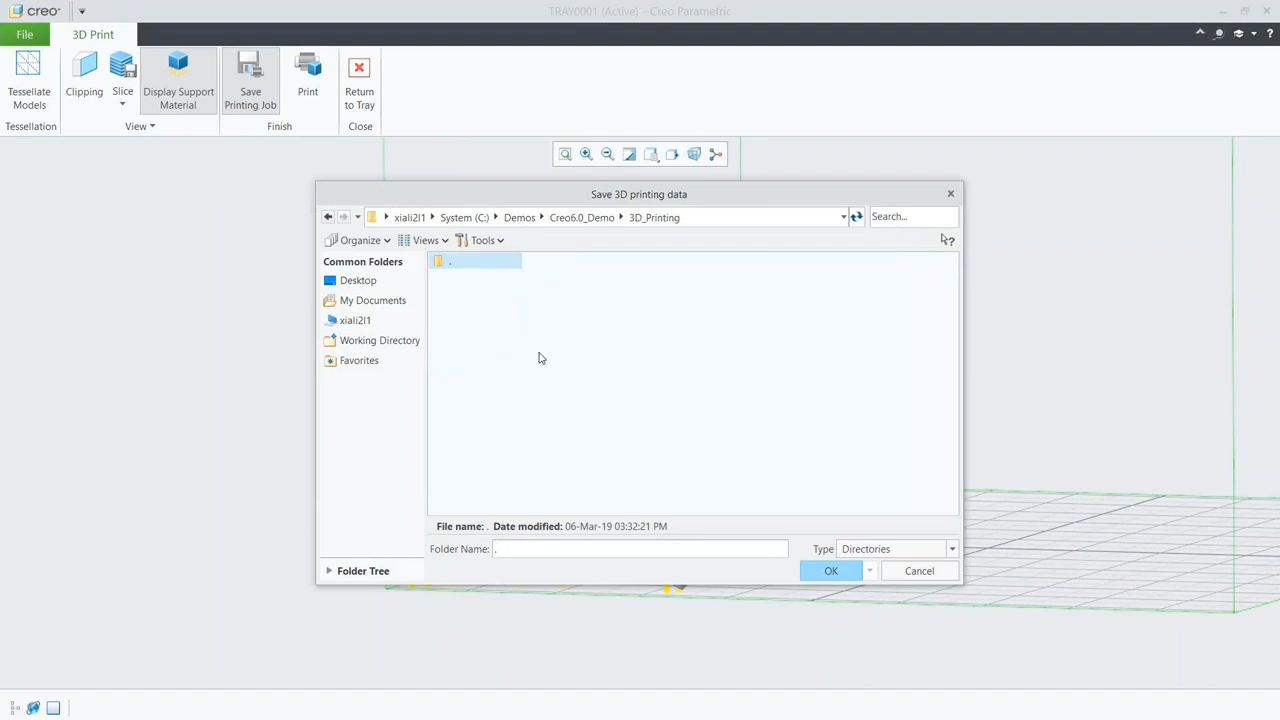 creo
TRAY0001 (Active) - Creo Parametric
File
3D Print
Tessellate
Models
Clipping
Slice
Display Support
Material
Save
Printing Job
Print
Return
to Tray
Tessellation
View
Finish
Close
Save 3D printing data
xiali2l1
System (C:)
Demos
Creo6.0_Demo
3D_Printing
Search...
Organize
Views
Tools
Common Folders
.
Desktop
My Documents
xiali2l1
Working Directory
Favorites
File name: . Date modified: 06-Mar-19 03:32:21 PM
Folder Name: .
Type Directories
Folder Tree
OK
Cancel